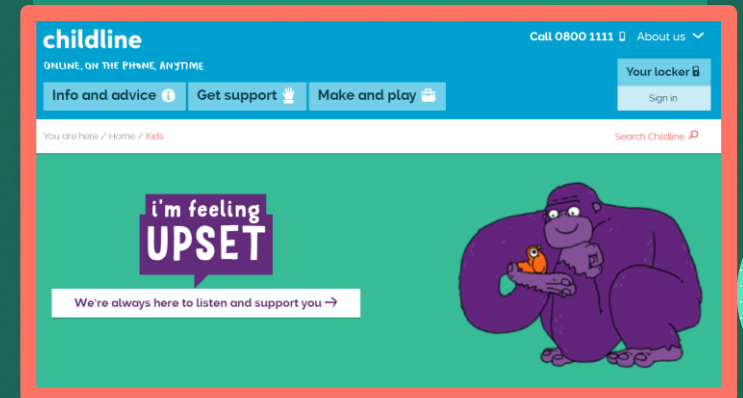 childline
ONLINE, ON THE PHONE, ANYTIME
Call 0800 1111 About us
Your locker
Sign in
Info and advice Get support Make and play
You are here / Home / Kids
Search Childline
i'm feeling
UPSET
We're always here to listen and support you →